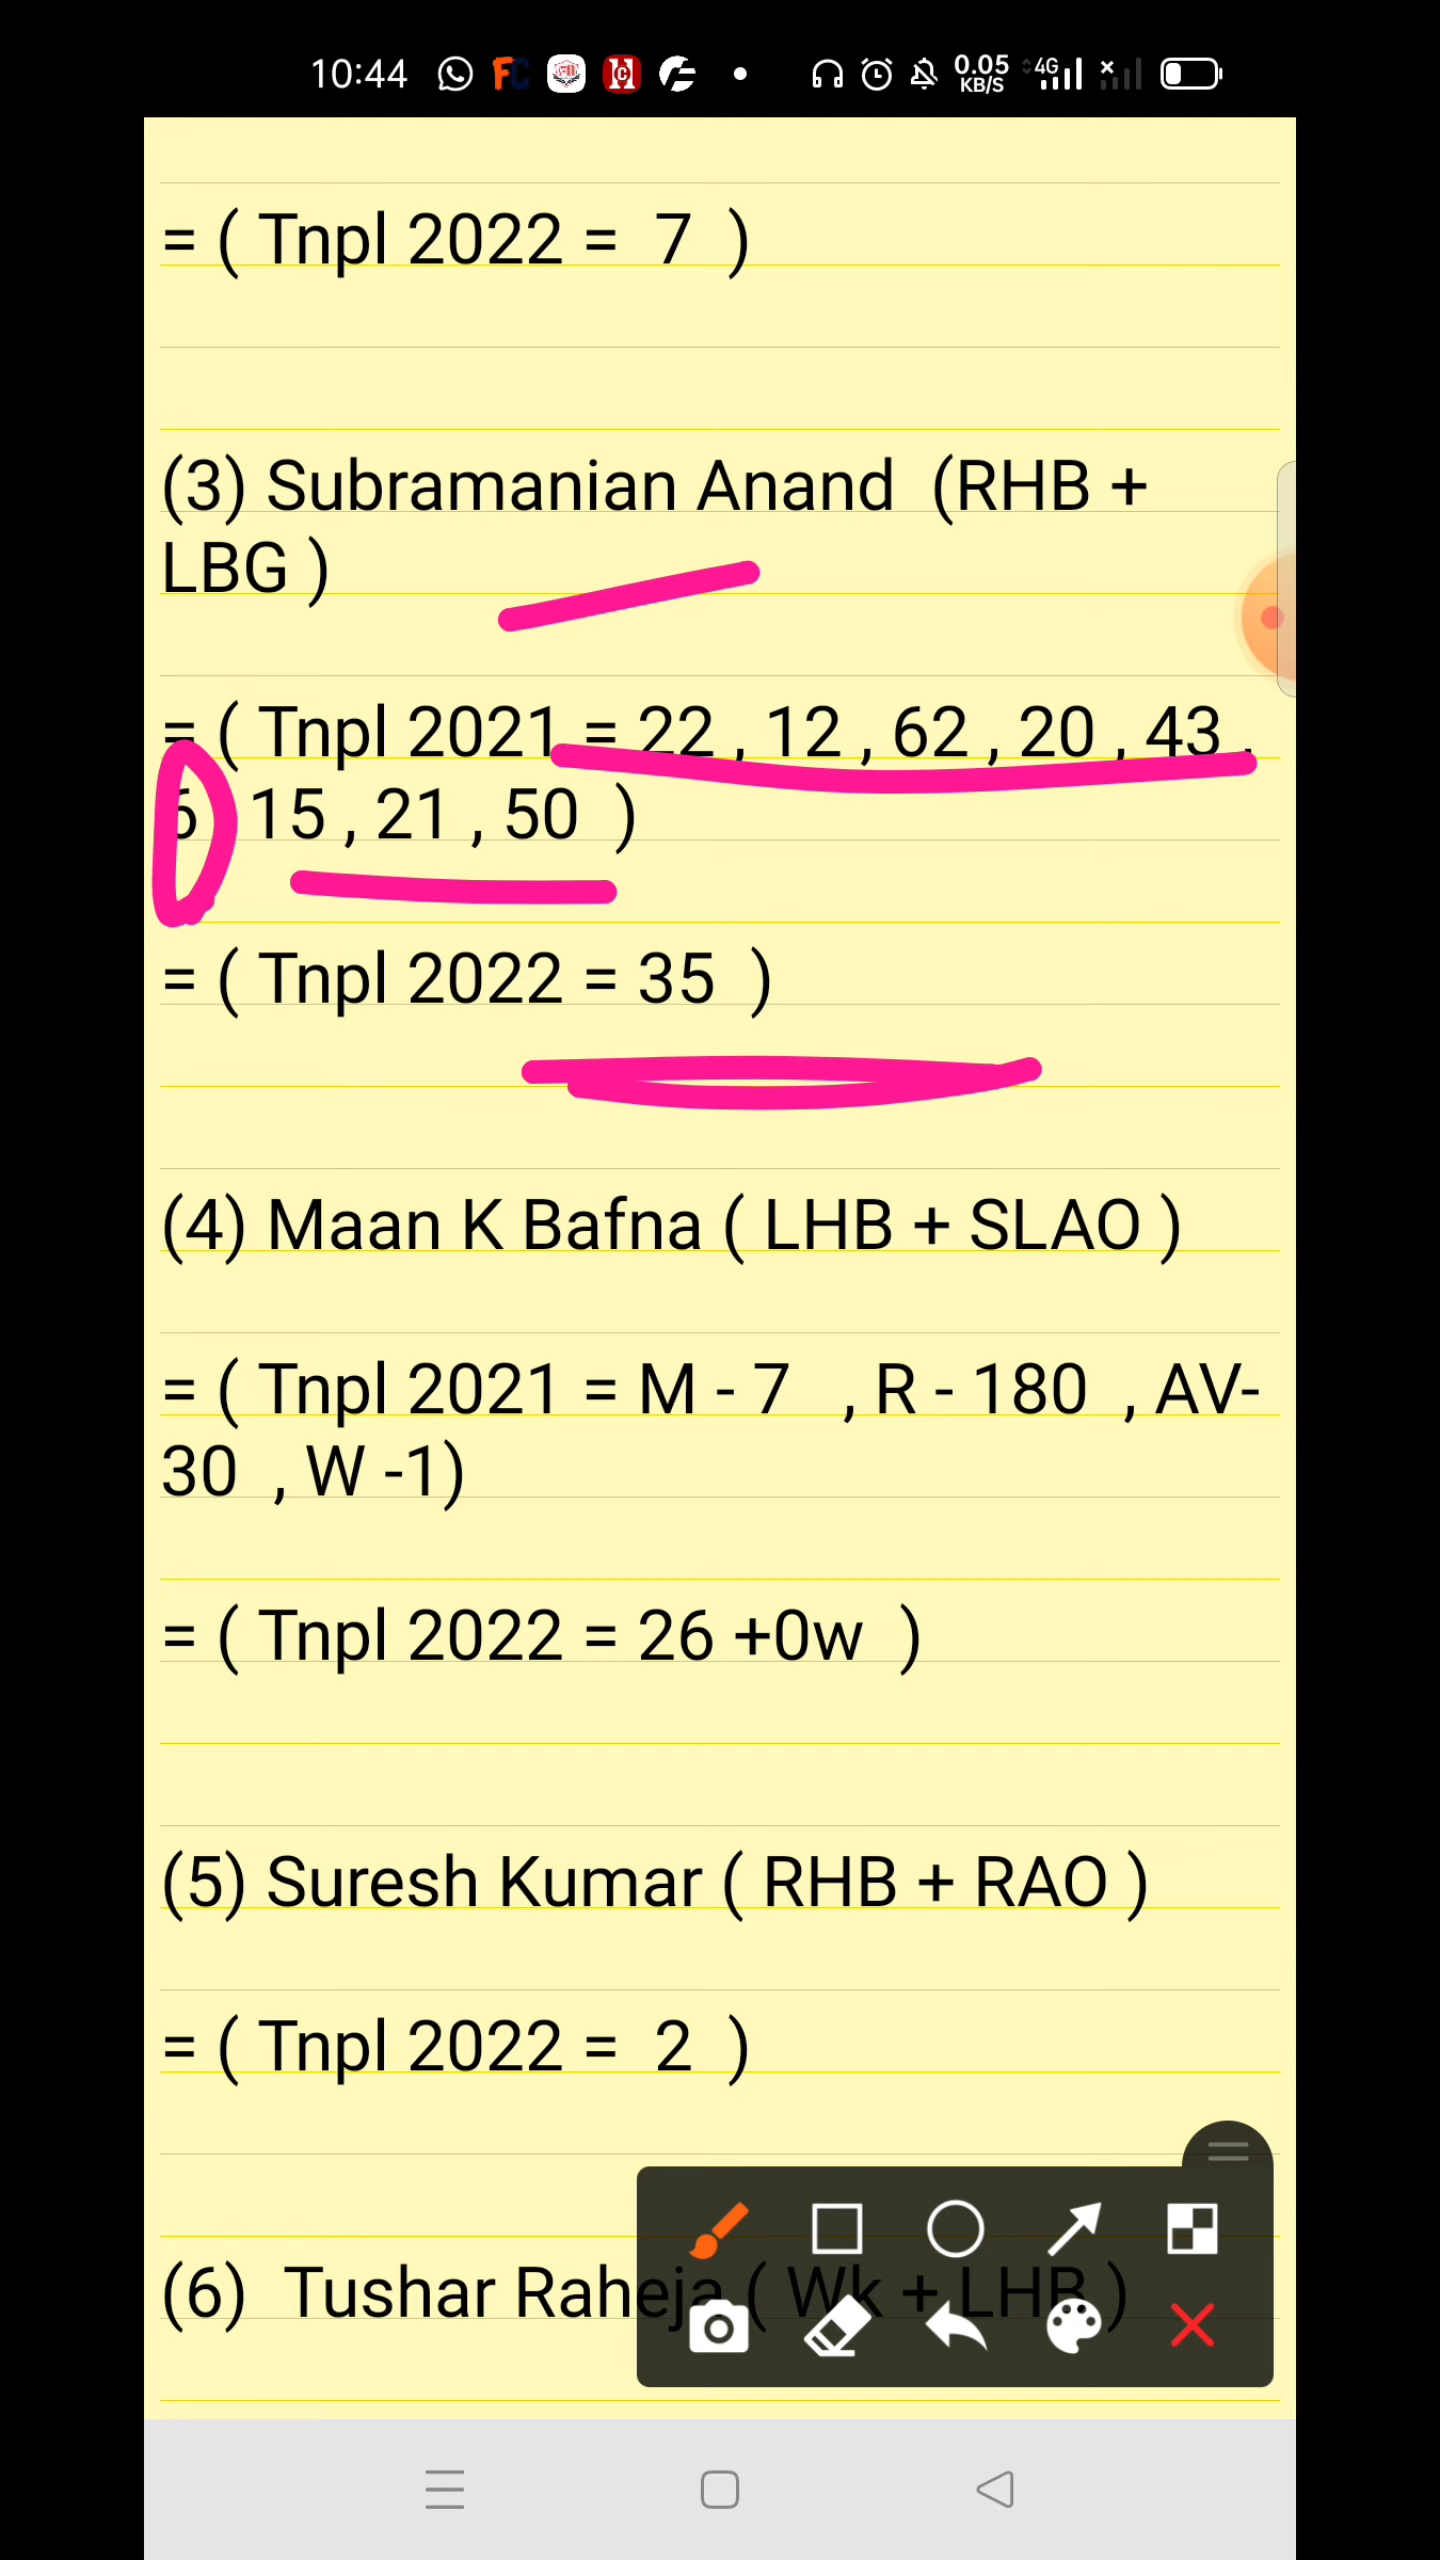 10:44 0.05 KB/S 4G
= ( Tnpl 2022 = 7 )
(3) Subramanian Anand (RHB +
LBG )
= ( Tnpl 2021 = 22 , 12 , 62 , 20 , 43 ,
6 15 , 21 , 50 )
= ( Tnpl 2022 = 35 )
(4) Maan K Bafna ( LHB + SLAO )
= ( Tnpl 2021 = M - 7 , R - 180 , AV-
30 , W -1)
= ( Tnpl 2022 = 26 +0w )
(5) Suresh Kumar ( RHB + RAO )
= ( Tnpl 2022 = 2 )
(6) Tushar Raheja ( Wk + LHB )